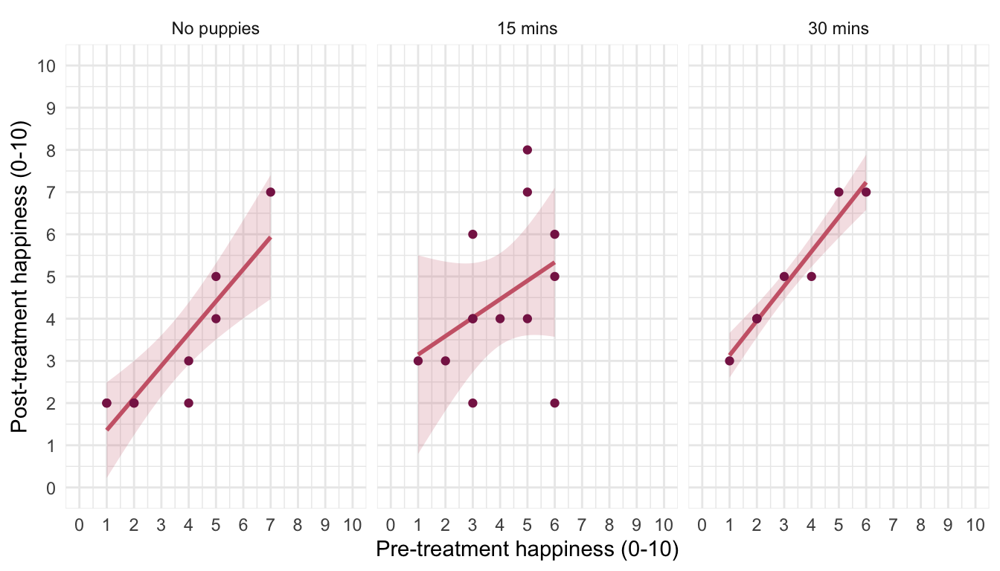 No puppies 15 mins 30 mins
10
9
8
7
6
5
4
3
2
1
0
Post-treatment happiness (0-10)
0 1 2 3 4 5 6 7 8 9 10 0 1 2 3 4 5 6 7 8 9 10 0 1 2 3 4 5 6 7 8 9 10
Pre-treatment happiness (0-10)